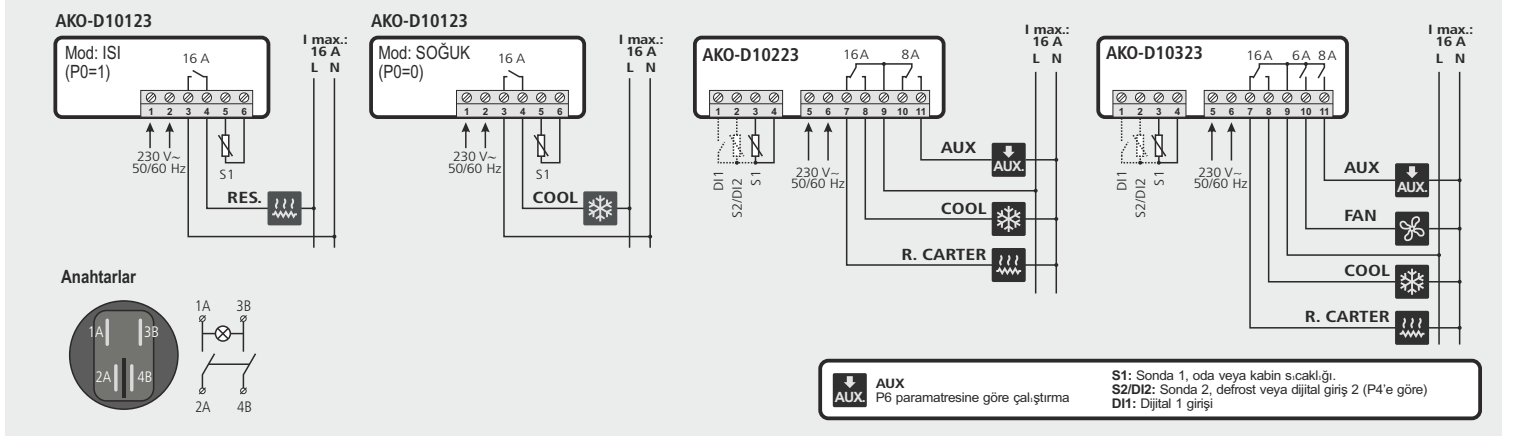 AKO-D10123
Mod: ISI
(P0=1)
16 A
I max.:
16 A
L N
1 2 3 4 5 6
230 V~
50/60 Hz
S1
RES.
AKO-D10123
Mod: SOĞUK
(P0=0)
16 A
I max.:
16 A
L N
1 2 3 4 5 6
230 V~
50/60 Hz
S1
COOL
AKO-D10223
16A 8A
I max.:
16 A
L N
1 2 3 4 5 6 7 8 9 10 11
DI1
S2/DI2
S1
230 V~
50/60 Hz
AUX
AUX.
COOL
R. CARTER
AKO-D10323
16A 6A 8A
I max.:
16 A
L N
1 2 3 4 5 6 7 8 9 10 11
DI1
S2/DI2
S1
230 V~
50/60 Hz
AUX
AUX.
FAN
COOL
R. CARTER
Anahtarlar
1A 3B
2A 4B
1A 3B
2A 4B
AUX.
AUX
P6 paramatresine göre çalıştırma
S1: Sonda 1, oda veya kabin sıcaklığı.
S2/DI2: Sonda 2, defrost veya dijital giriş 2 (P4'e göre)
DI1: Dijital 1 girişi